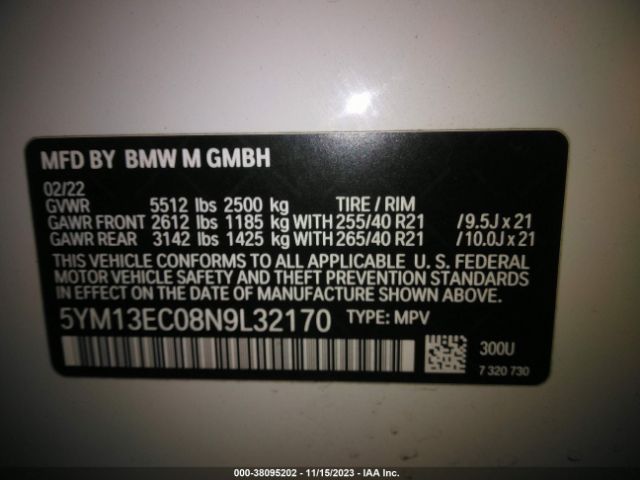 MFD BY BMW M GMBH
02/22
GVWR 5512 lbs 2500 kg TIRE / RIM
GAWR FRONT 2612 lbs 1185 kg WITH 255/40 R21 /9.5J x 21
GAWR REAR 3142 lbs 1425 kg WITH 265/40 R21 /10.0J x 21
THIS VEHICLE CONFORMS TO ALL APPLICABLE U.S. FEDERAL
MOTOR VEHICLE SAFETY AND THEFT PREVENTION STANDARDS
IN EFFECT ON THE DATE OF MANUFACTURE SHOWN ABOVE.
5YM13EC08N9L32170 TYPE: MPV
300U
7 320 730
000-38095202 - 11/15/2023 - IAA Inc.